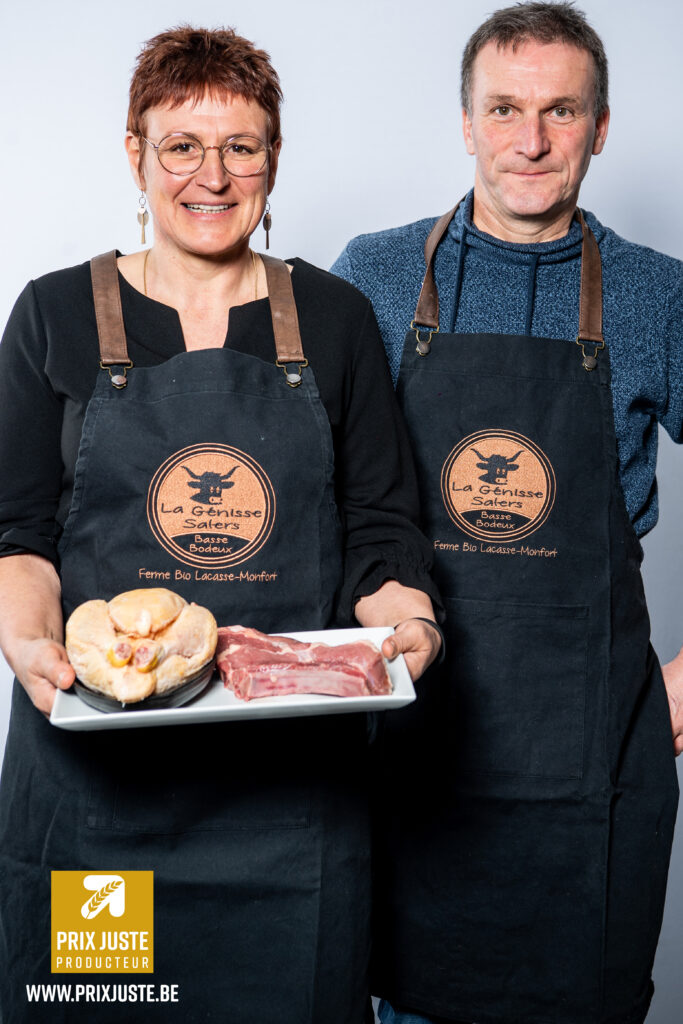 La Génisse
Salers
Basse
Bodeux
Ferme Bio Lacasse-Monfort
La Génisse
Salers
Basse
Bodeux
Ferme Bio Lacasse-Monfort
PRIX JUSTE
PRODUCTEUR
WWW.PRIXJUSTE.BE